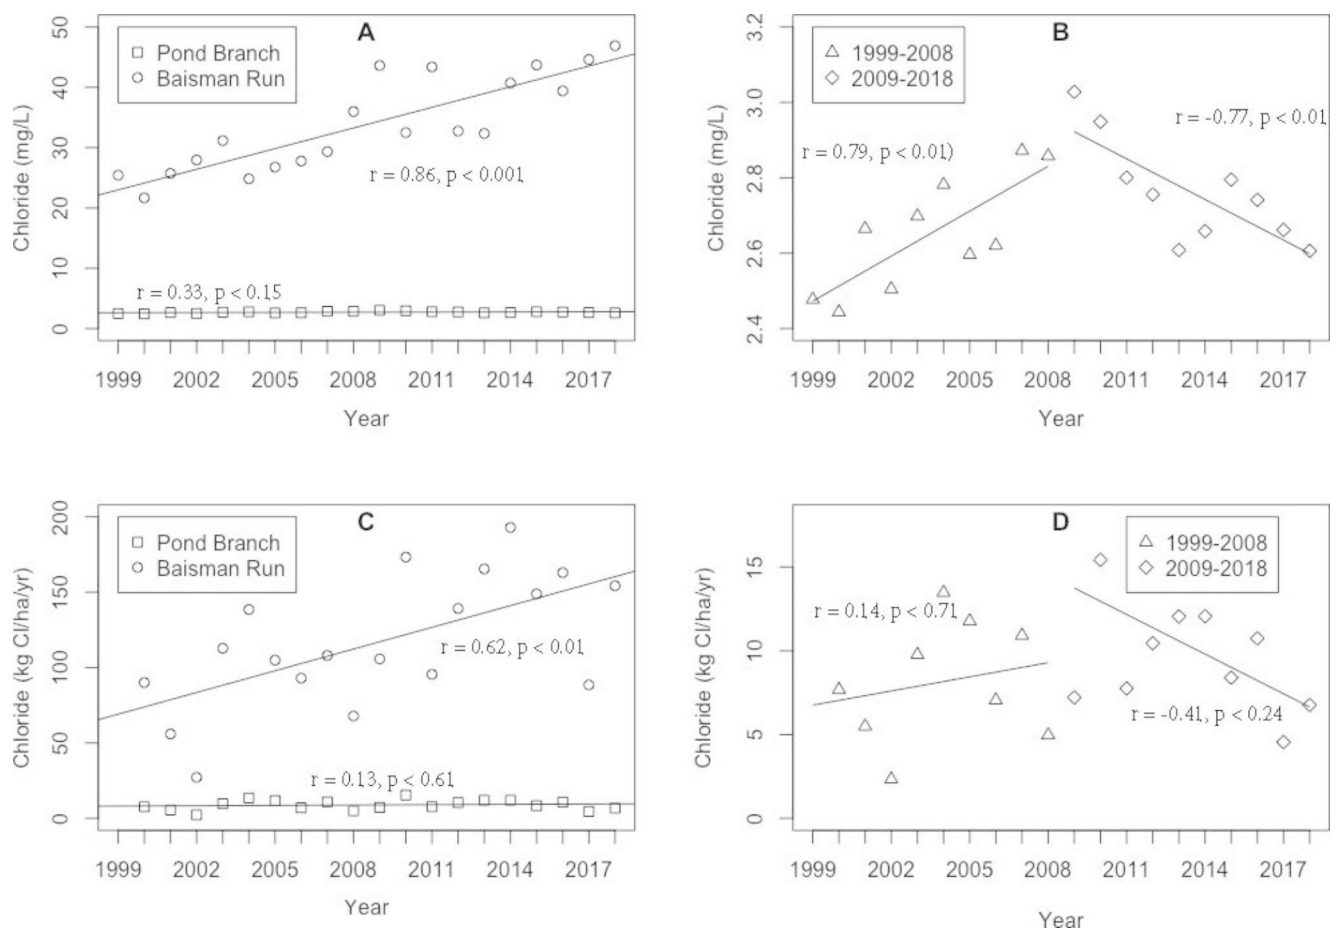 A
Pond Branch
Baisman Run
r = 0.86, p < 0.001
r = 0.33, p < 0.15
Chloride (mg/L)
50
40
30
20
10
0
1999 2002 2005 2008 2011 2014 2017
Year
B
1999-2008
2009-2018
r = -0.77, p < 0.01
r = 0.79, p < 0.01)
Chloride (mg/L)
3.2
3.0
2.8
2.6
2.4
1999 2002 2005 2008 2011 2014 2017
Year
C
Pond Branch
Baisman Run
r = 0.62, p < 0.01
r = 0.13, p < 0.61
Chloride (kg Cl/ha/yr)
200
150
100
50
0
1999 2002 2005 2008 2011 2014 2017
Year
D
1999-2008
2009-2018
r = 0.14, p < 0.71
r = -0.41, p < 0.24
Chloride (kg Cl/ha/yr)
15
10
5
0
1999 2002 2005 2008 2011 2014 2017
Year